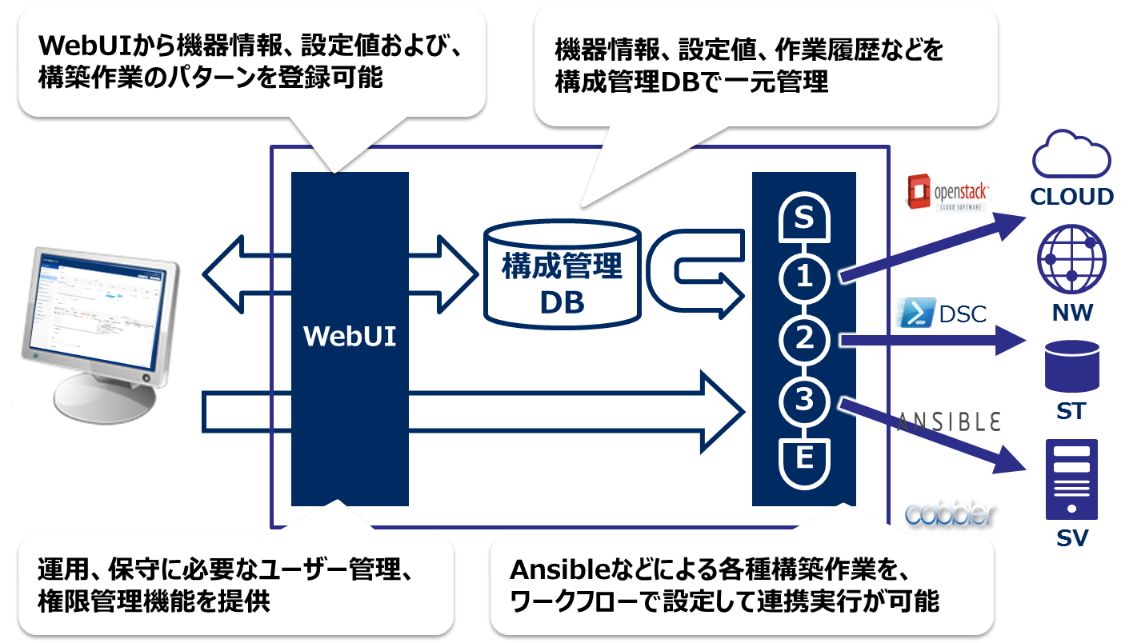 WebUIから機器情報、設定値および、
構築作業のパターンを登録可能
機器情報、設定値、作業履歴などを
構成管理DBで一元管理
openstack
CLOUD SOFTWARE
CLOUD
S
構成管理
DB
1
NW
WebUI
2
DSC
3
ST
ANSIBLE
E
cobbler
SV
運用、保守に必要なユーザー管理、
権限管理機能を提供
Ansibleなどによる各種構築作業を、
ワークフローで設定して連携実行が可能